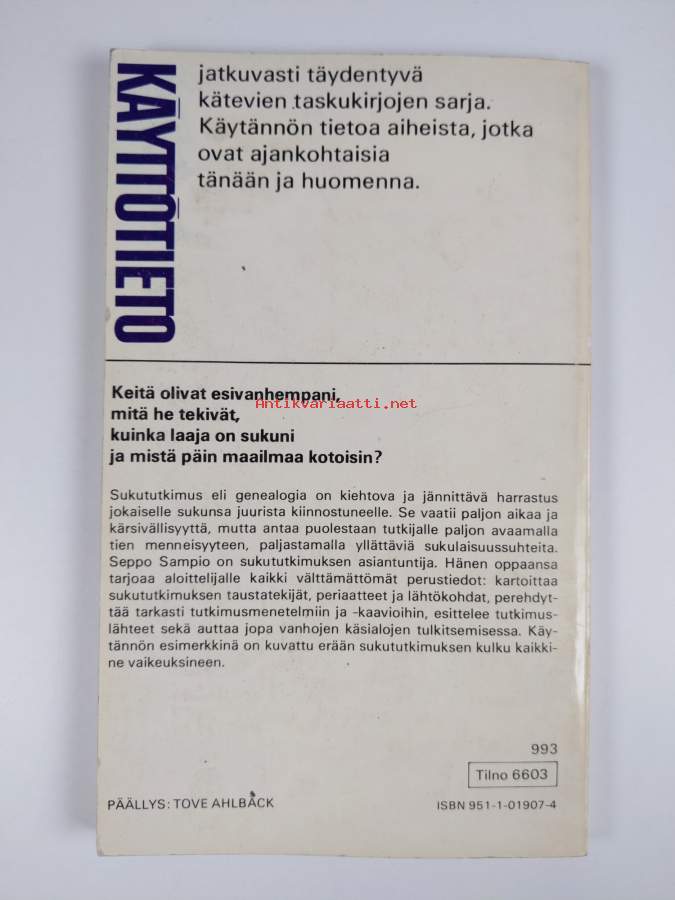 KÄYTTÖTIETO
jatkuvasti täydentyvä
kätevien taskukirjojen sarja.
Käytännön tietoa aiheista, jotka
ovat ajankohtaisia
tänään ja huomenna.
Keitä olivat esivanhempani,
mitä he tekivät,
kuinka laaja on sukuni
ja mistä päin maailmaa kotoisin?
Antikvariaatti.net
Sukututkimus eli genealogia on kiehtova ja jännittävä harrastus
jokaiselle sukunsa juurista kiinnostuneelle. Se vaatii paljon aikaa ja
kärsivällisyyttä, mutta antaa puolestaan tutkijalle paljon avaamalla
tien menneisyyteen, paljastamalla yllättäviä sukulaisuussuhteita.
Seppo Sampio on sukututkimuksen asiantuntija. Hänen oppaansa
tarjoaa aloittelijalle kaikki välttämättömät perustiedot: kartoittaa
sukututkimuksen taustatekijät, periaatteet ja lähtökohdat, perehdyt-
tää tarkasti tutkimusmenetelmiin ja -kaavioihin, esittelee tutkimus-
lähteet sekä auttaa jopa vanhojen käsialojen tulkitsemisessa. Käy-
tännön esimerkkinä on kuvattu erään sukututkimuksen kulku kaikki-
ne vaikeuksineen.
993
Tilno 6603
PÄÄLLYS: TOVE AHLBÄCK
ISBN 951-1-01907-4